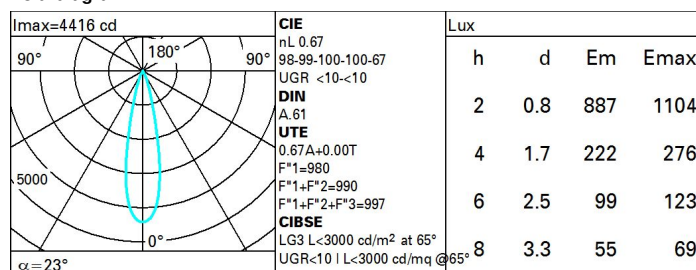 Imax=4416 cd
90°
180°
90°
5000
0°
α=23°
CIE
nL 0.67
98-99-100-100-67
UGR <10-<10
DIN
A.61
UTE
0.67A+0.00T
F"1=980
F"1+F"2=990
F"1+F"2+F"3=997
CIBSE
LG3 L<3000 cd/m² at 65°
UGR<10 | L<3000 cd/mq @65°
Lux
h d Em Emax
2 0.8 887 1104
4 1.7 222 276
6 2.5 99 123
8 3.3 55 69